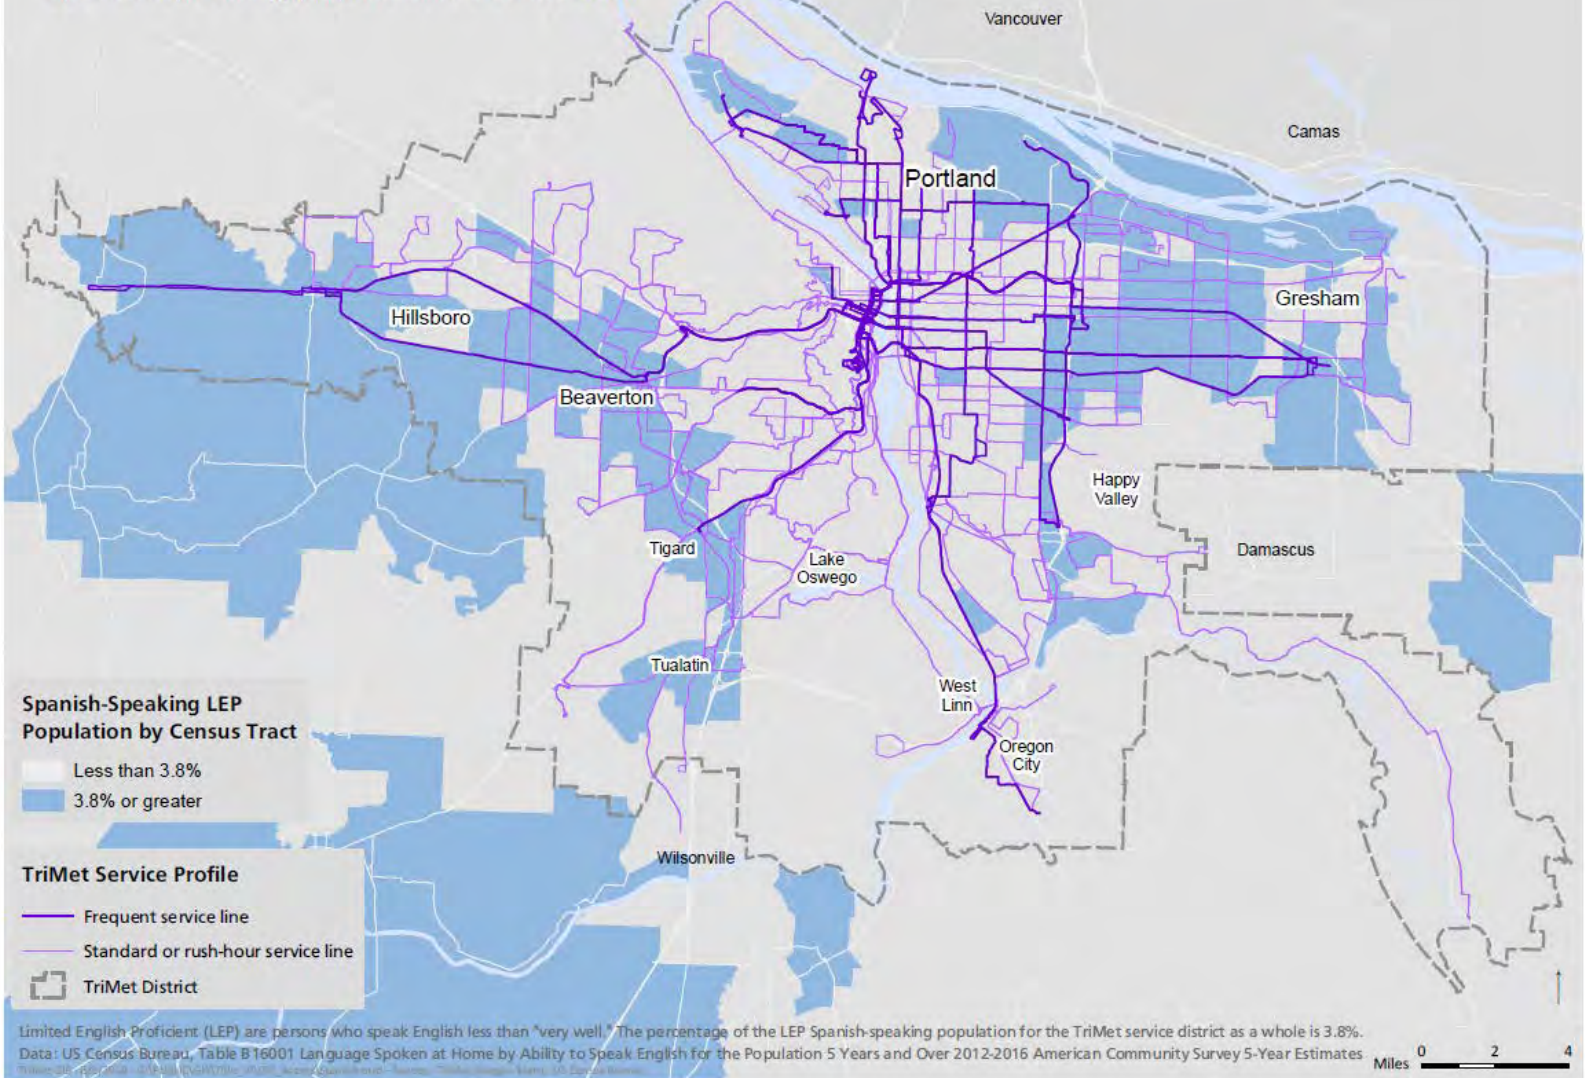 Vancouver
Camas
Portland
Gresham
Hillsboro
Beaverton
Happy
Valley
Tigard
Lake
Oswego
Damascus
Tualatin
West
Linn
Oregon
City
Wilsonville
Spanish-Speaking LEP
Population by Census Tract
Less than 3.8%
3.8% or greater
TriMet Service Profile
Frequent service line
Standard or rush-hour service line
TriMet District
Limited English Proficient (LEP) are persons who speak English less than "very well." The percentage of the LEP Spanish-speaking population for the TriMet service district as a whole is 3.8%.
Data: US Census Bureau, Table B16001 Language Spoken at Home by Ability to Speak English for the Population 5 Years and Over 2012-2016 American Community Survey 5-Year Estimates
Miles 0 2 4